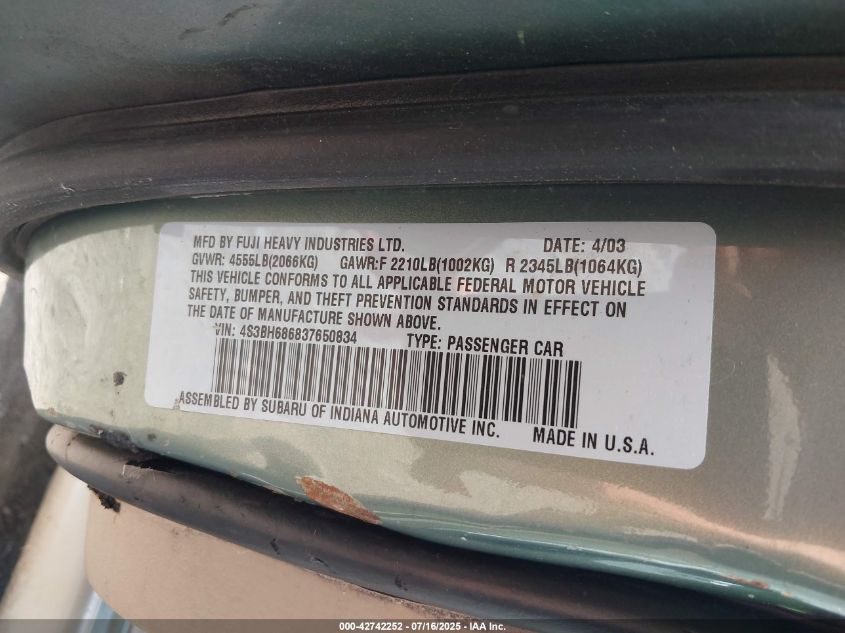 MFD BY FUJI HEAVY INDUSTRIES LTD. DATE: 4/03
GVWR: 4555LB(2066KG) GAWR:F 2210LB(1002KG) R 2345LB(1064KG)
THIS VEHICLE CONFORMS TO ALL APPLICABLE FEDERAL MOTOR VEHICLE
SAFETY, BUMPER, AND THEFT PREVENTION STANDARDS IN EFFECT ON
THE DATE OF MANUFACTURE SHOWN ABOVE.
VIN: 4S3BH686837650834 TYPE: PASSENGER CAR
ASSEMBLED BY SUBARU OF INDIANA AUTOMOTIVE INC.
MADE IN U.S.A.
000-42742252 - 07/16/2025 - IAA Inc.